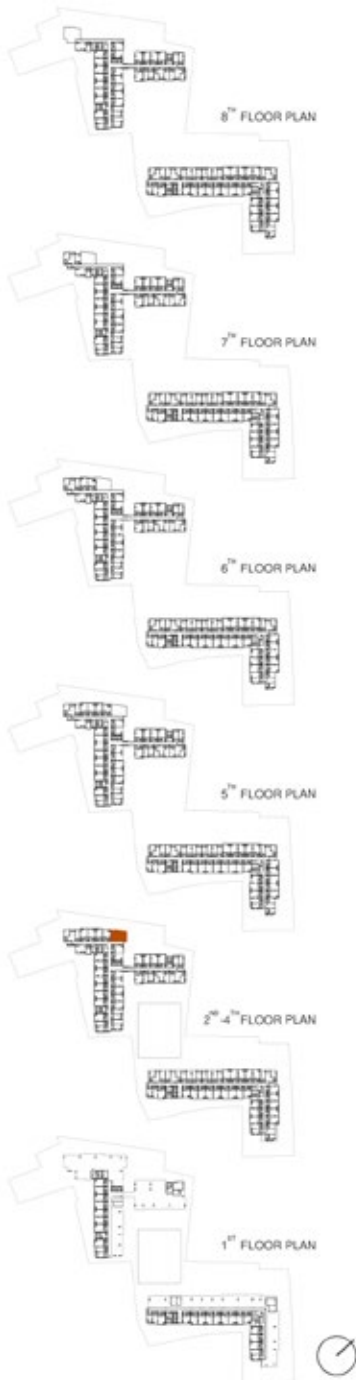 8TH FLOOR PLAN
7TH FLOOR PLAN
6TH FLOOR PLAN
5TH FLOOR PLAN
2ND-4TH FLOOR PLAN
1ST FLOOR PLAN